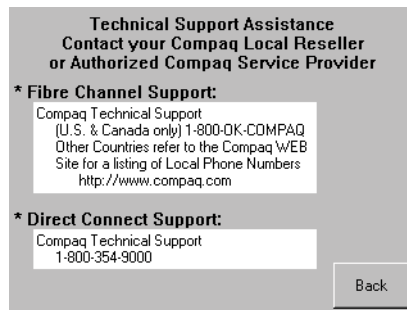 Technical Support Assistance
Contact your Compaq Local Reseller
or Authorized Compaq Service Provider
* Fibre Channel Support:
Compaq Technical Support
(U.S. & Canada only) 1-800-OK-COMPAQ
Other Countries refer to the Compaq WEB
Site for a listing of Local Phone Numbers
http://www.compaq.com
* Direct Connect Support:
Compaq Technical Support
1-800-354-9000
Back